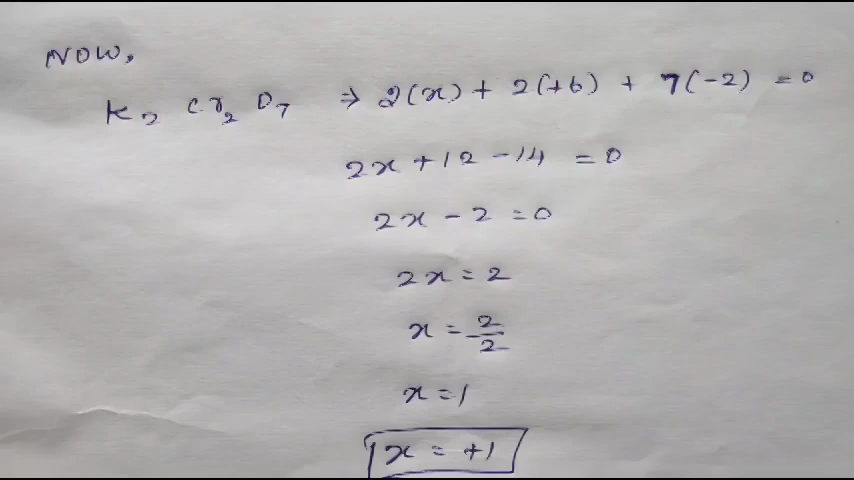 NOW,
K₂ Cr₂ O₇ ⇒ 2(x) + 2(+6) + 7(-2) = 0
2x + 12 - 14 = 0
2x - 2 = 0
2x = 2
x = 2/2
x = 1
x = +1